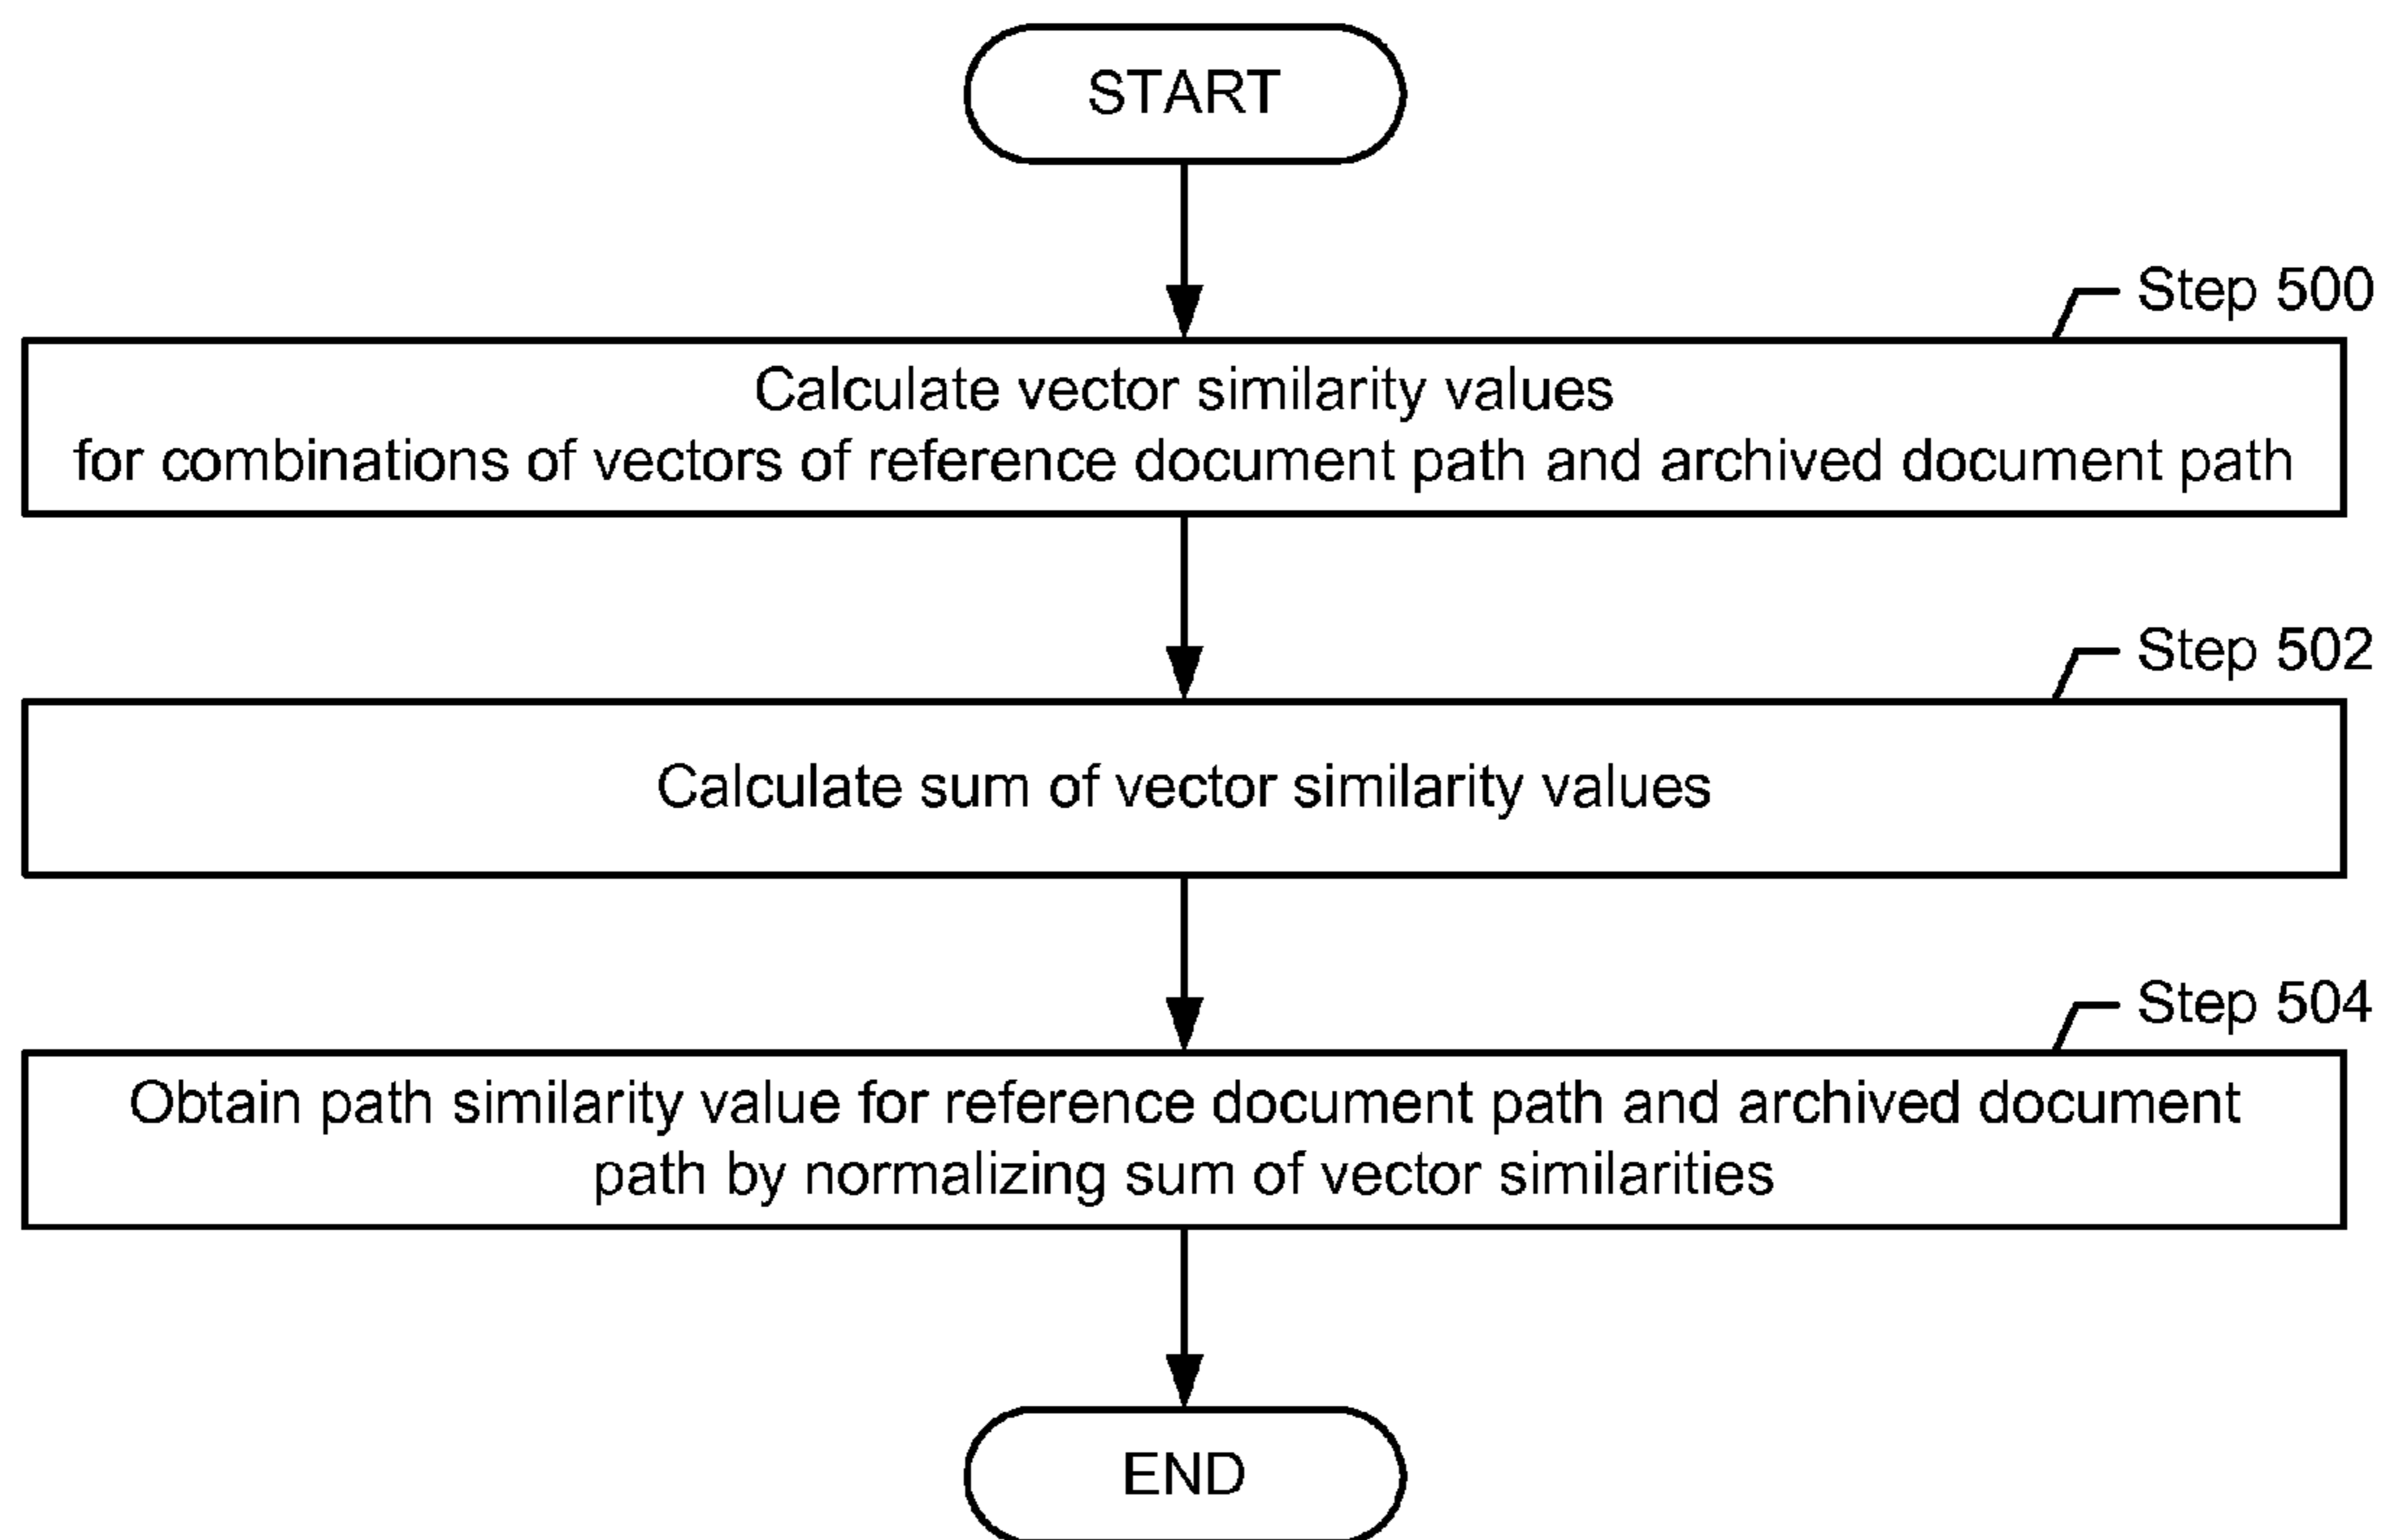 START
Step 500
Calculate vector similarity values
for combinations of vectors of reference document path and archived document path
Step 502
Calculate sum of vector similarity values
Step 504
Obtain path similarity value for reference document path and archived document
path by normalizing sum of vector similarities
END